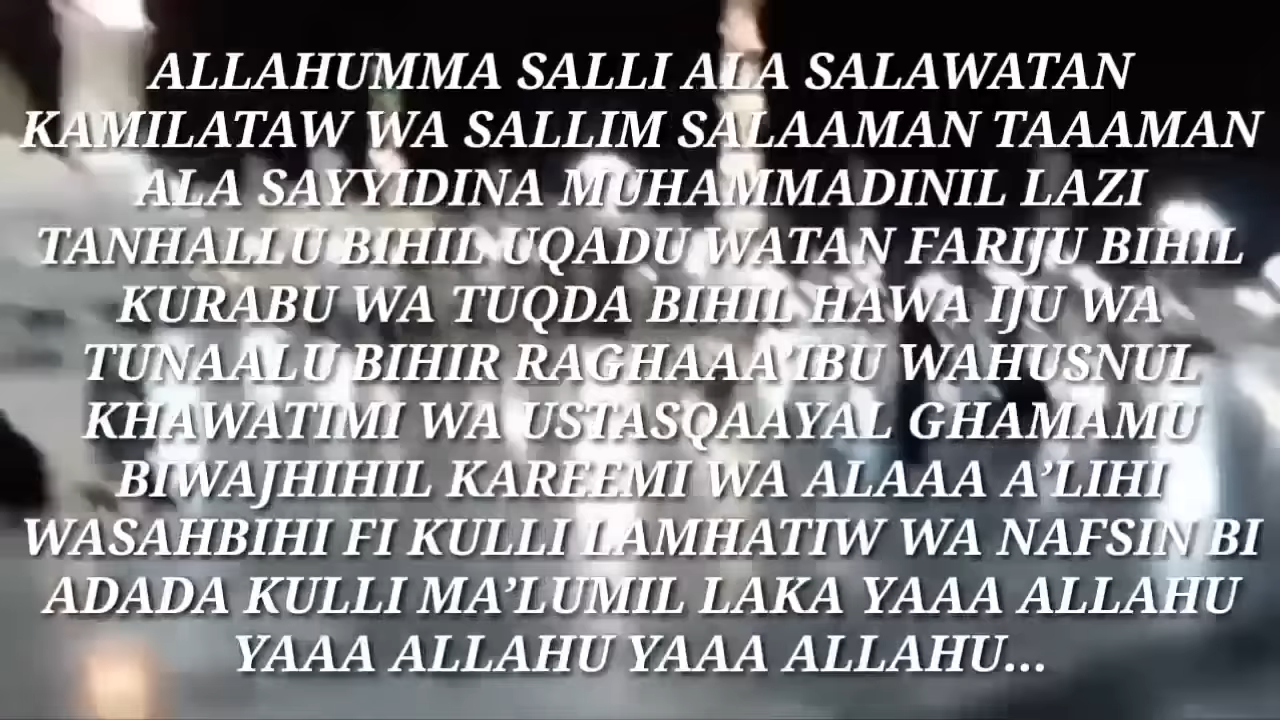 ALLAHUMMA SALLI ALA SALAWATAN
KAMILATAW WA SALLIM SALAAMAN TAAAMAN
ALA SAYYIDINA MUHAMMADINIL LAZI
TANHALLU BIHIL UQADU WATAN FARIJU BIHIL
KURABU WA TUQDA BIHIL HAWA IJU WA
TUNAALU BIHIR RAGHAAA'IBU WAHUSNUL
KHAWATIMI WA USTASQAAYAL GHAMAMU
BIWAJHIHIL KAREEMI WA ALAAA A’LIHI
WASAHBIHI FI KULLI LAMHATIW WA NAFSIN BI
ADADA KULLI MA’LUMIL LAKA YAAA ALLAHU
YAAA ALLAHU YAAA ALLAHU...